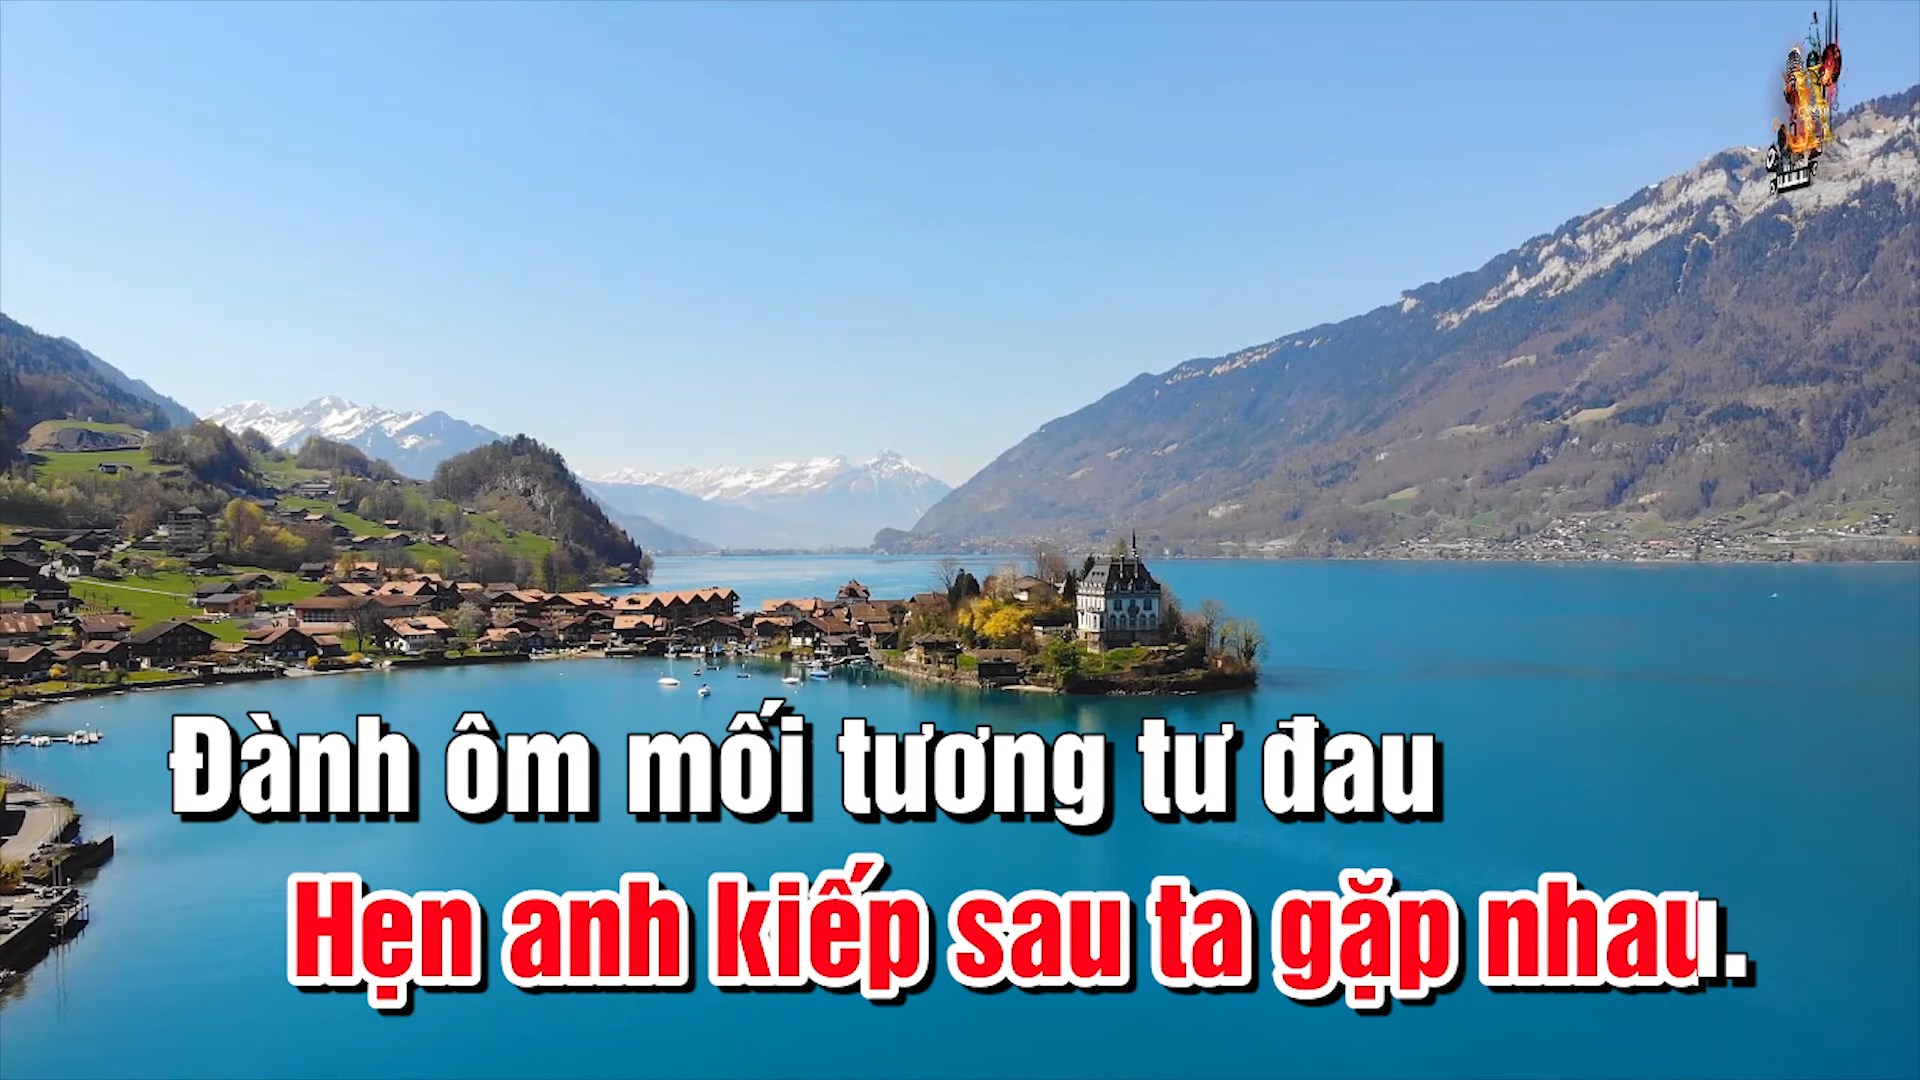 Đành ôm mối tương tư đau
Hẹn anh kiếp sau ta gặp nhau.